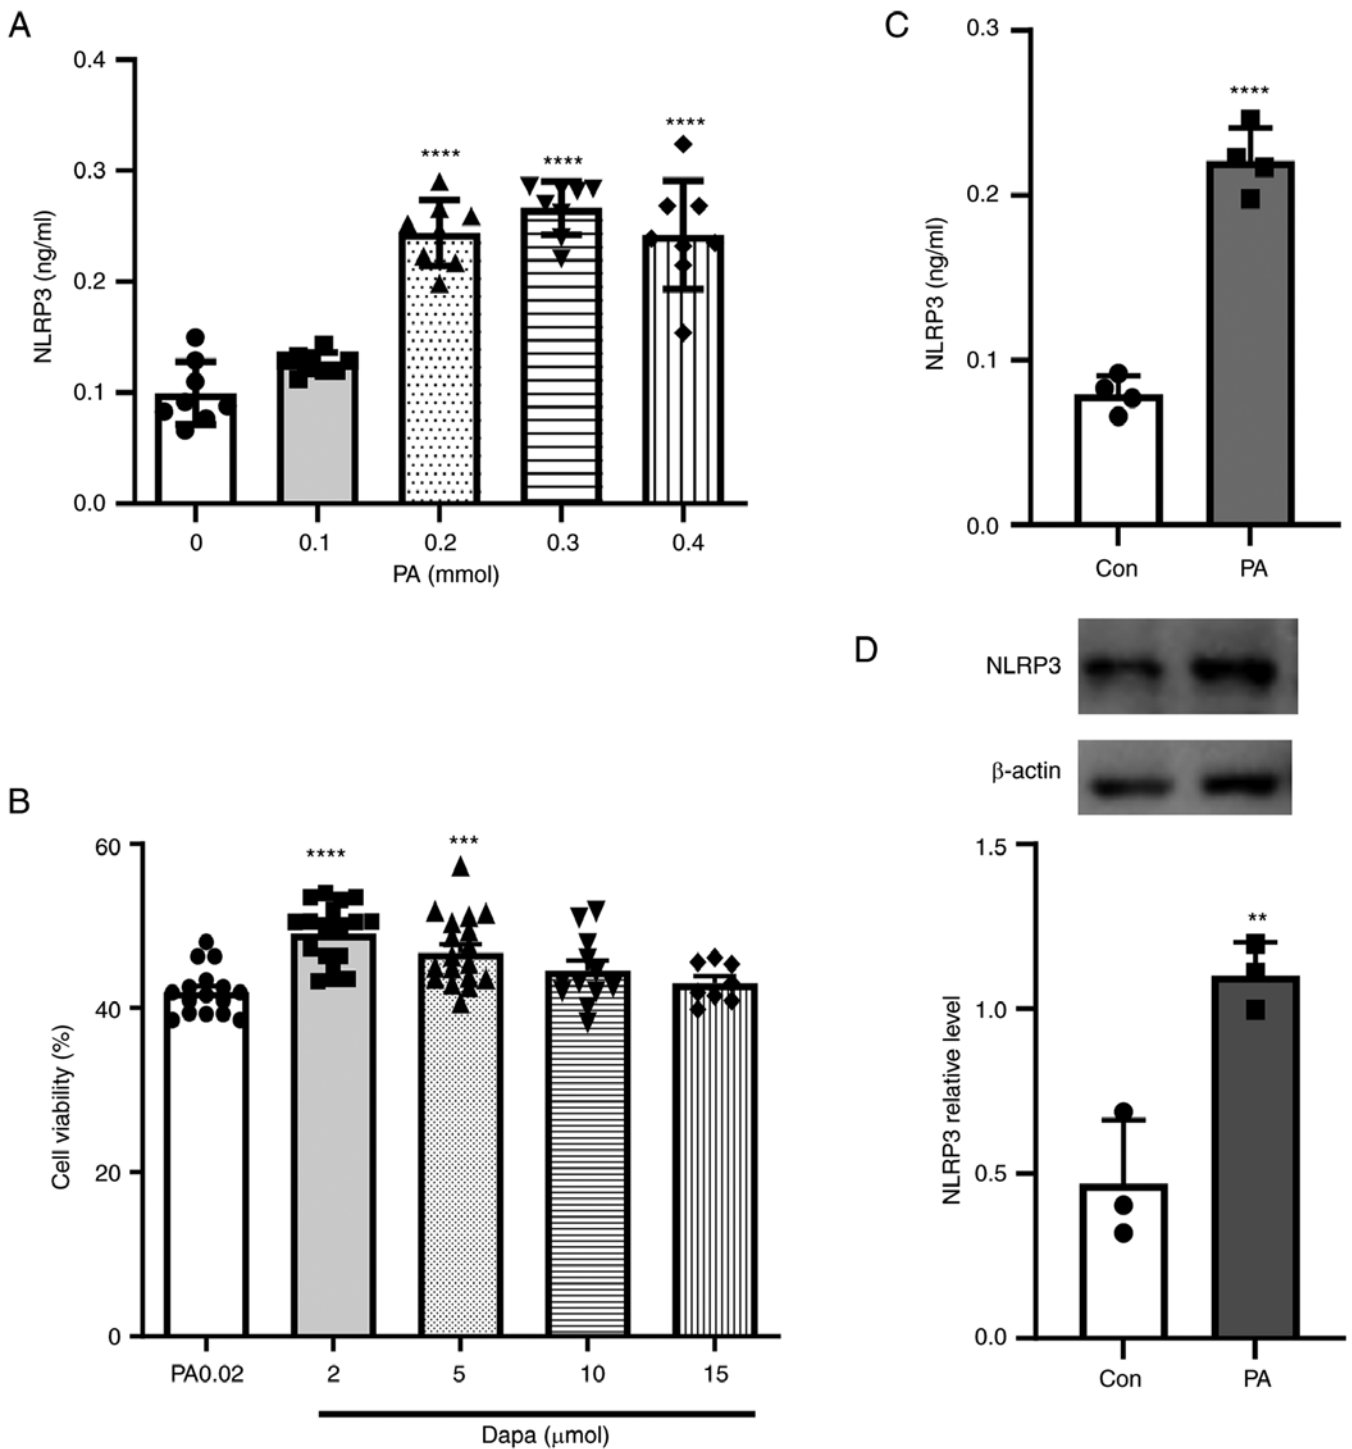 A
0.4
0.3
0.2
0.1
0.0
NLRP3 (ng/ml)
****
****
****
0
0.1
0.2
0.3
0.4
PA (mmol)
C
0.3
0.2
0.1
0.0
NLRP3 (ng/ml)
****
Con
PA
B
60
40
20
0
Cell viability (%)
****
***
PA0.02
2
5
10
15
Dapa (μmol)
D
NLRP3
β-actin
1.5
1.0
0.5
0.0
NLRP3 relative level
**
Con
PA